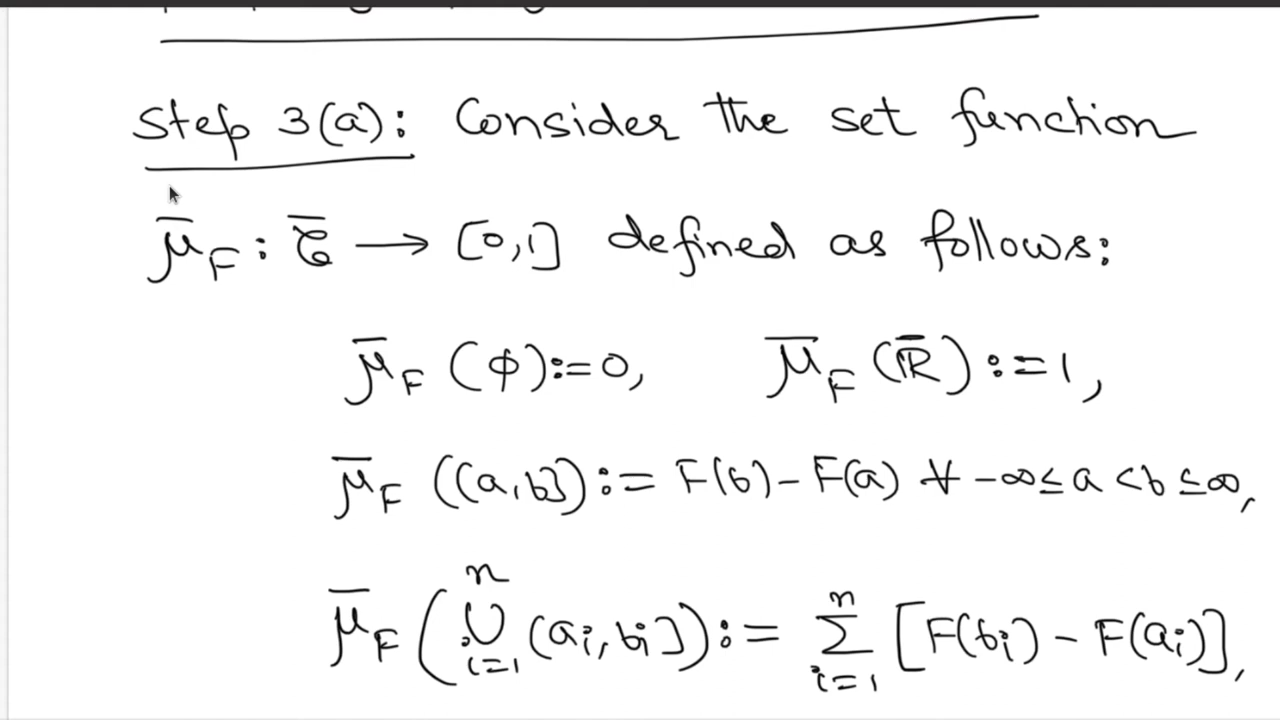 Step 3(a): Consider the set function
μ̄_F : 𝒞̄ → [0,1] defined as follows:
μ̄_F (ϕ) := 0, μ̄_F (ℝ̄) := 1,
μ̄_F ((a,b]) := F(b) - F(a) ∀ -∞ ≤ a < b ≤ ∞,
μ̄_F ( ⋃_{i=1}^{n} (a_i, b_i] ) := ∑_{i=1}^{n} [F(b_i) - F(a_i)],